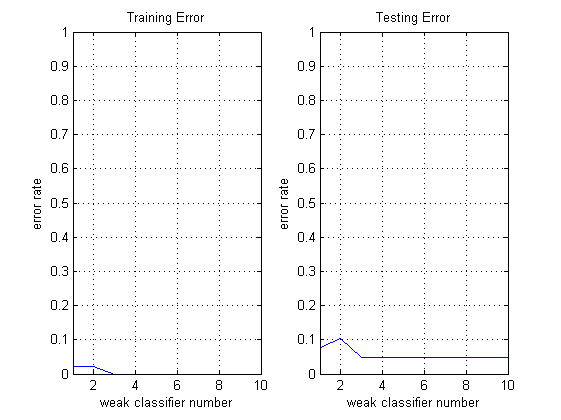 Training Error
1
0.9
0.8
0.7
0.6
0.5
0.4
0.3
0.2
0.1
0
error rate
2 4 6 8 10
weak classifier number
Testing Error
1
0.9
0.8
0.7
0.6
0.5
0.4
0.3
0.2
0.1
0
error rate
2 4 6 8 10
weak classifier number